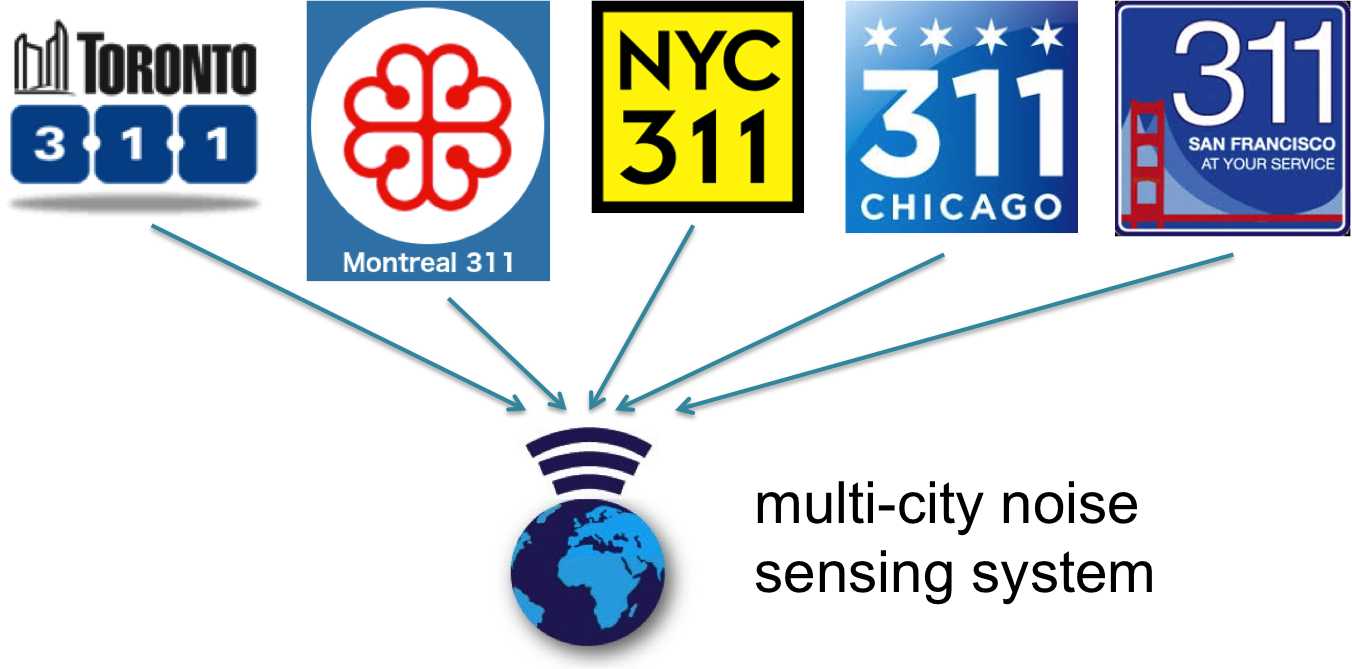 TORONTO
3 1 1
Montreal 311
NYC
311
311
CHICAGO
311
SAN FRANCISCO
AT YOUR SERVICE
multi-city noise
sensing system